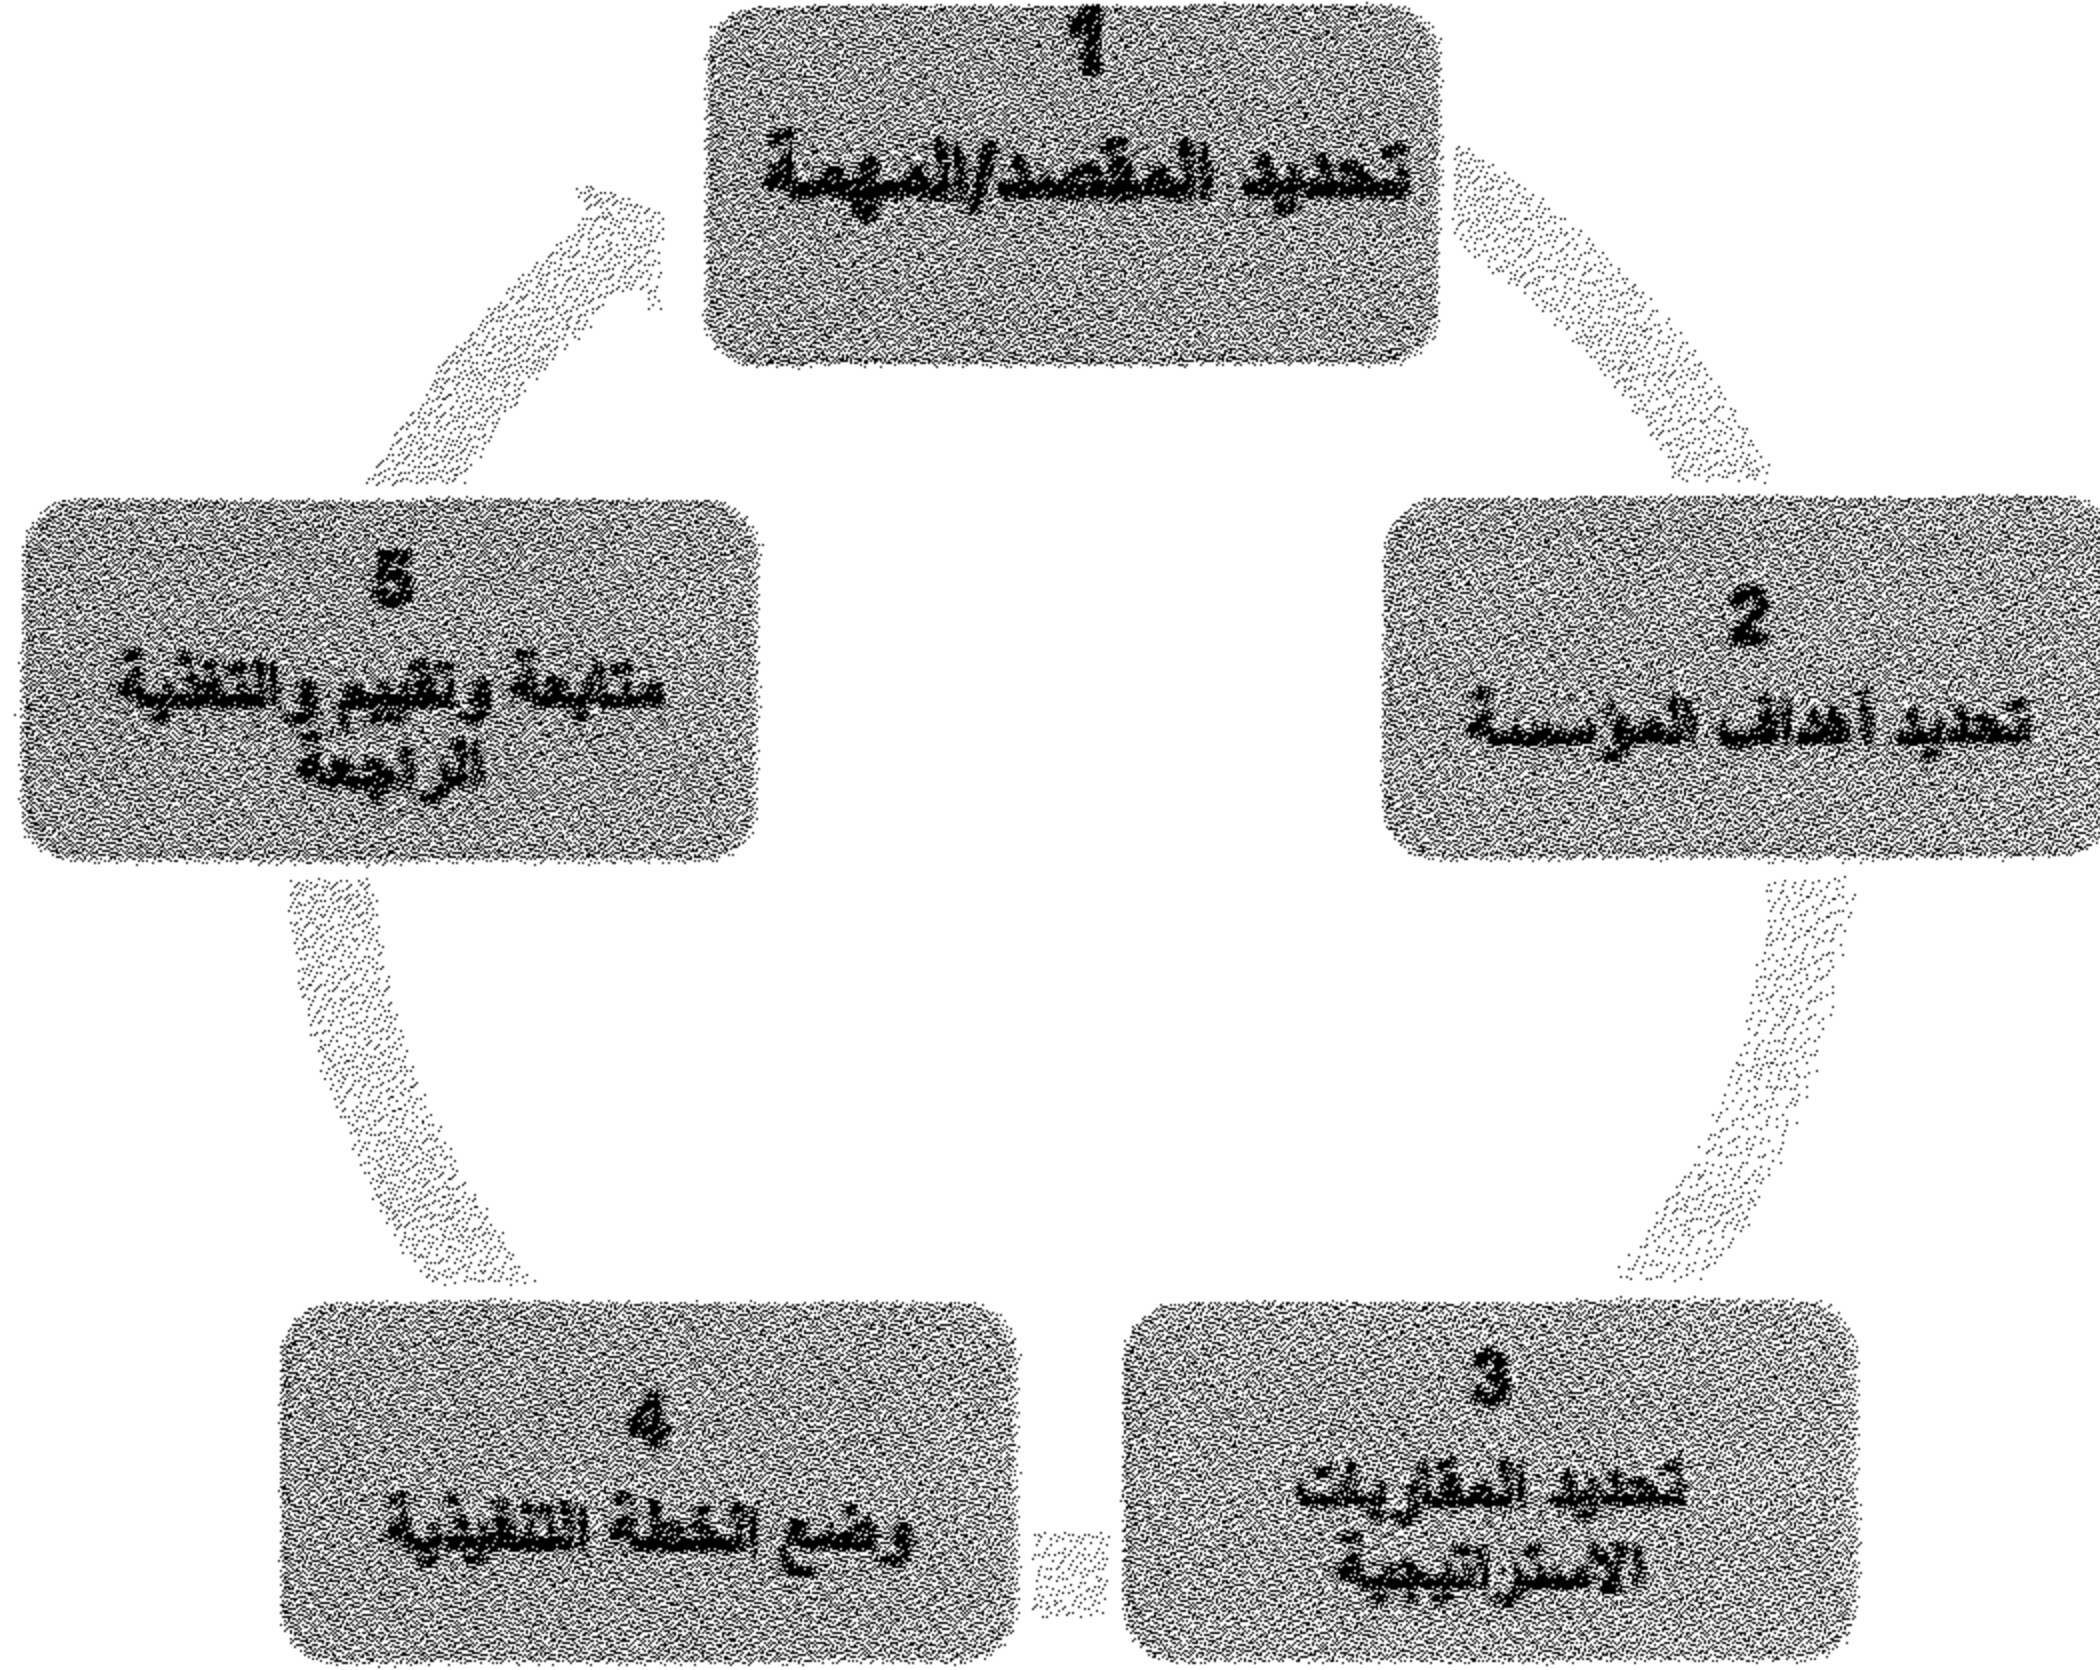 1
تحديد المقصد/المهمة
2
تحديد أهداف المؤسسة
3
تحديد المقاربات
الاستراتيجية
4
وضع الخطة التنفيذية
5
متابعة وتقييم والتغذية
الراجعة